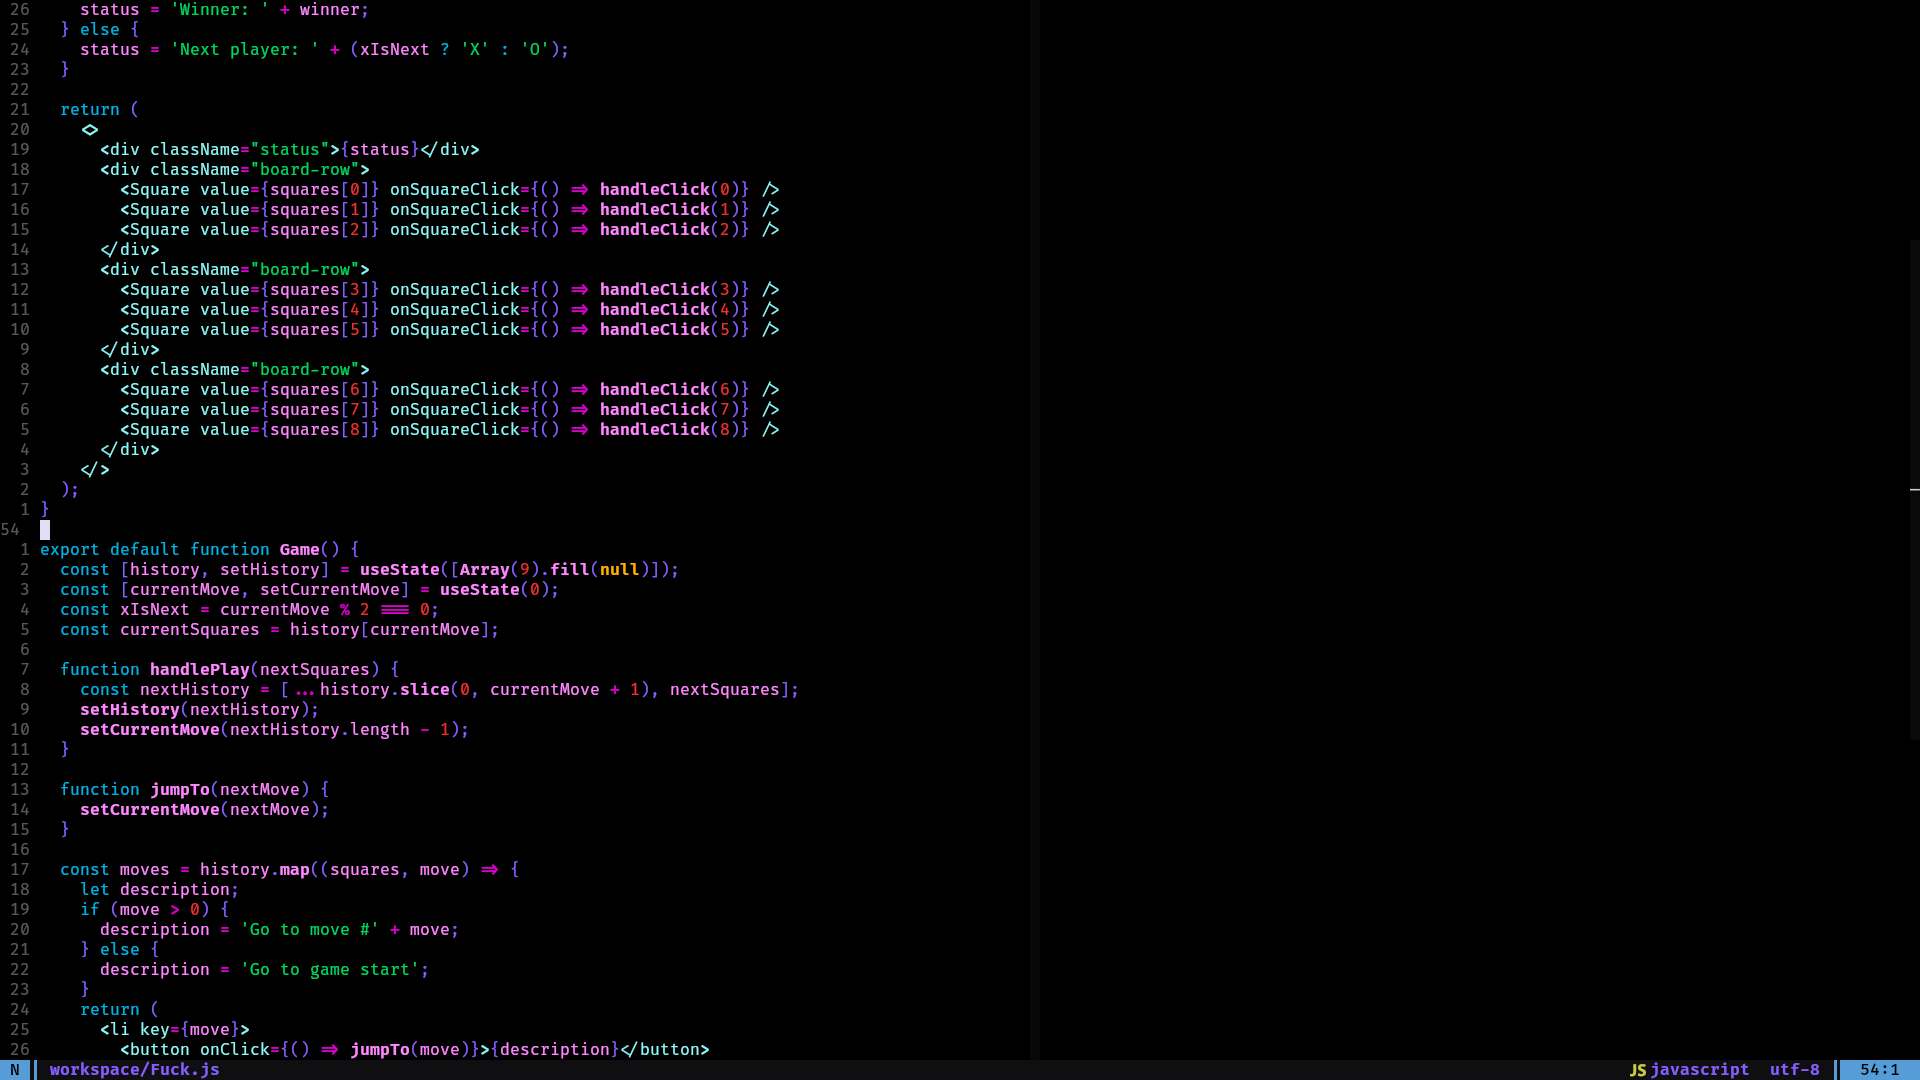 26     status = 'Winner: ' + winner;
25   } else {
24     status = 'Next player: ' + (xIsNext ? 'X' : 'O');
23   }
22
21   return (
20     <>
19       <div className="status">{status}</div>
18       <div className="board-row">
17         <Square value={squares[0]} onSquareClick={() => handleClick(0)} />
16         <Square value={squares[1]} onSquareClick={() => handleClick(1)} />
15         <Square value={squares[2]} onSquareClick={() => handleClick(2)} />
14       </div>
13       <div className="board-row">
12         <Square value={squares[3]} onSquareClick={() => handleClick(3)} />
11         <Square value={squares[4]} onSquareClick={() => handleClick(4)} />
10         <Square value={squares[5]} onSquareClick={() => handleClick(5)} />
9       </div>
8       <div className="board-row">
7         <Square value={squares[6]} onSquareClick={() => handleClick(6)} />
6         <Square value={squares[7]} onSquareClick={() => handleClick(7)} />
5         <Square value={squares[8]} onSquareClick={() => handleClick(8)} />
4       </div>
3     </>
2   );
1 }
54
1 export default function Game() {
2   const [history, setHistory] = useState([Array(9).fill(null)]);
3   const [currentMove, setCurrentMove] = useState(0);
4   const xIsNext = currentMove % 2 === 0;
5   const currentSquares = history[currentMove];
6
7   function handlePlay(nextSquares) {
8     const nextHistory = [...history.slice(0, currentMove + 1), nextSquares];
9     setHistory(nextHistory);
10     setCurrentMove(nextHistory.length - 1);
11   }
12
13   function jumpTo(nextMove) {
14     setCurrentMove(nextMove);
15   }
16
17   const moves = history.map((squares, move) => {
18     let description;
19     if (move > 0) {
20       description = 'Go to move #' + move;
21     } else {
22       description = 'Go to game start';
23     }
24     return (
25       <li key={move}>
26         <button onClick={() => jumpTo(move)}>{description}</button>
N workspace/Fuck.js JS javascript utf-8 54:1